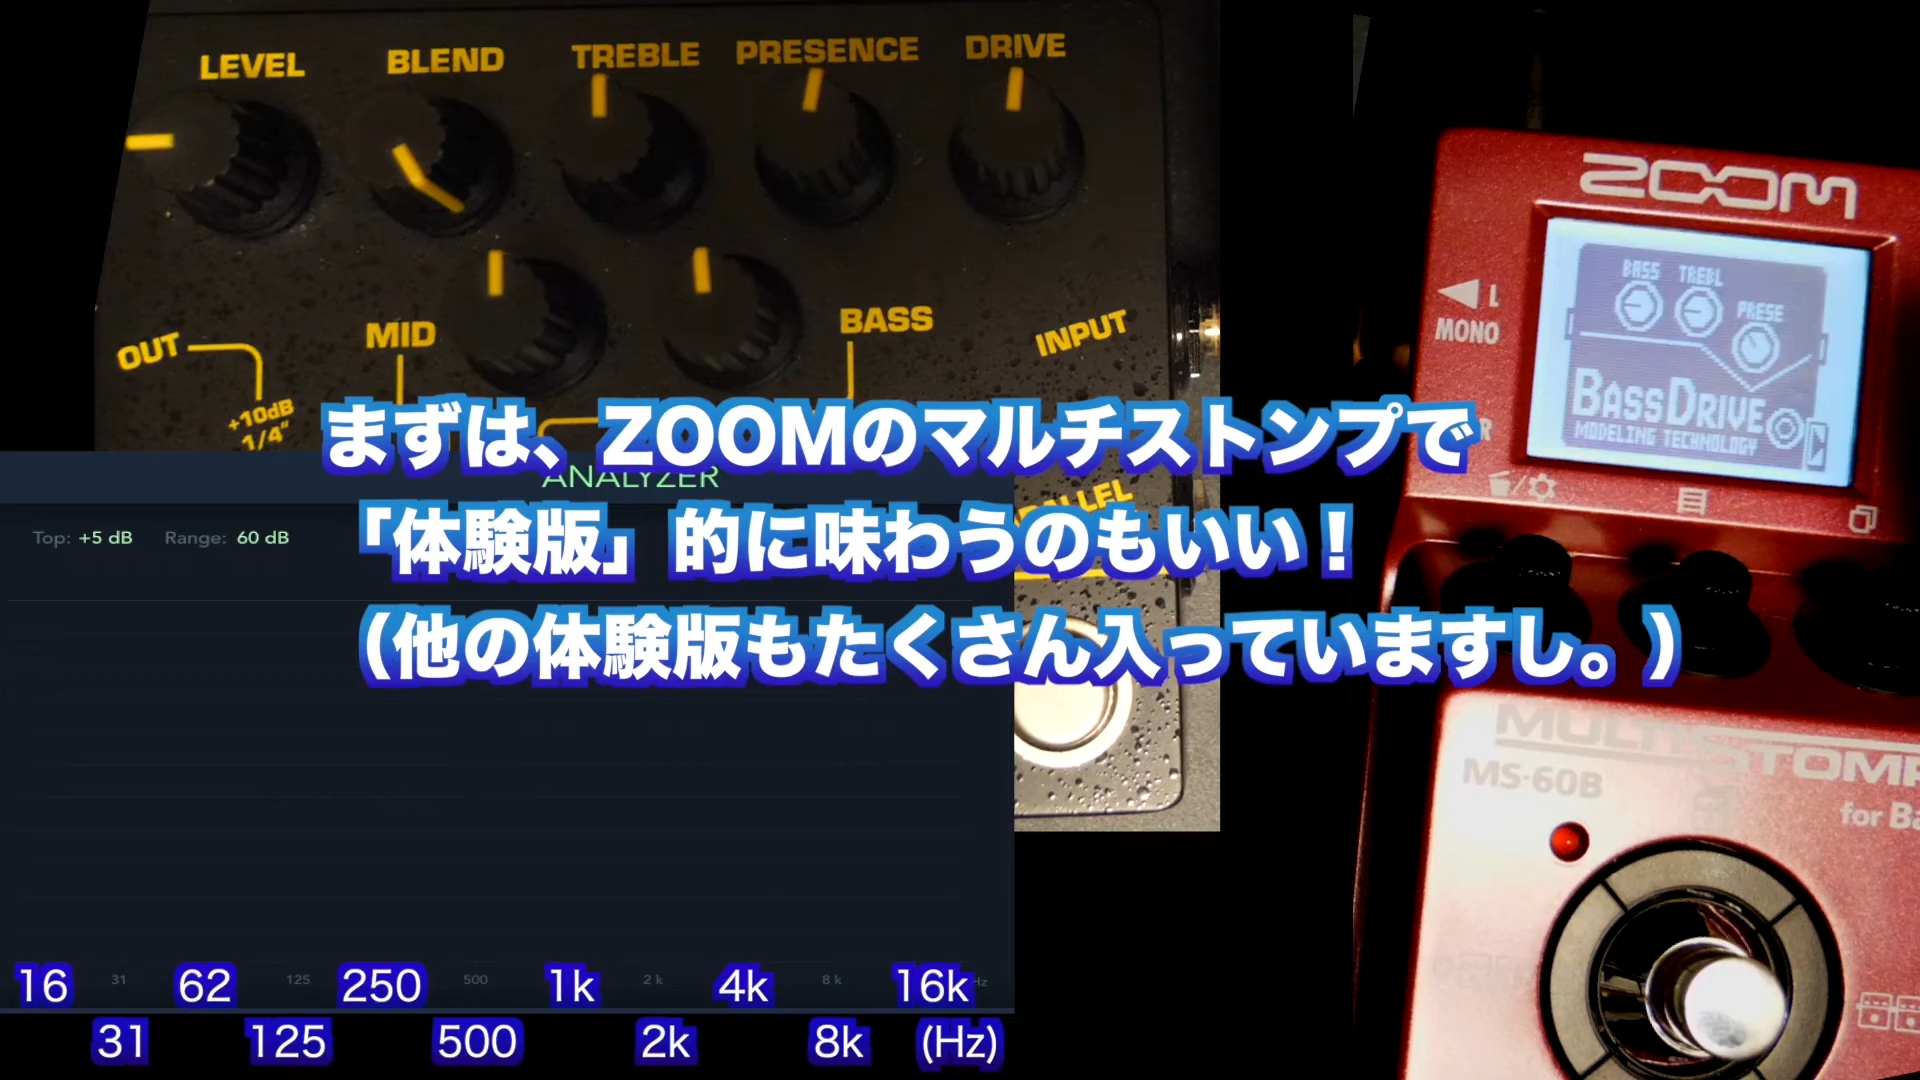 LEVEL BLEND TREBLE PRESENCE DRIVE
OUT
MID
BASS
INPUT
+10dB
1/4"
ZOOM
L
MONO
BASS TREBL
PRESE
BASS DRIVE
MODELING TECHNOLOGY
まずは、ZOOMのマルチストンプで
「体験版」的に味わうのもいい！
（他の体験版もたくさん入っていますし。）
ANALYZER
Top: +5 dB Range: 60 dB
MS-60B
16 31 62 125 250 500 1k 2k 4k 8k 16k Hz
31 125 500 2k 8k (Hz)